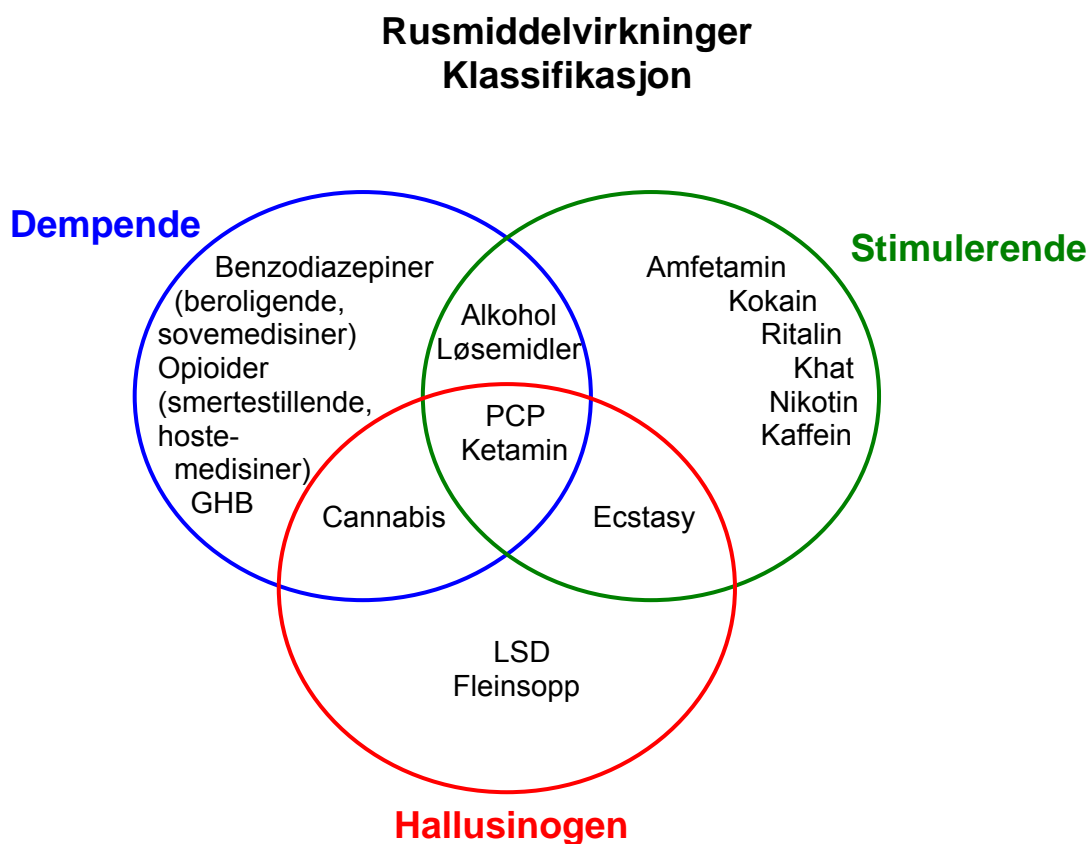 Rusmiddelvirkninger
Klassifikasjon
Dempende
Stimulerende
Benzodiazepiner
(beroligende,
sovemedisiner)
Opioider
(smertestillende,
hoste-
medisiner)
GHB
Alkohol
Løsemidler
Amfetamin
Kokain
Ritalin
Khat
Nikotin
Kaffein
PCP
Ketamin
Cannabis
Ecstasy
LSD
Fleinsopp
Hallusinogen